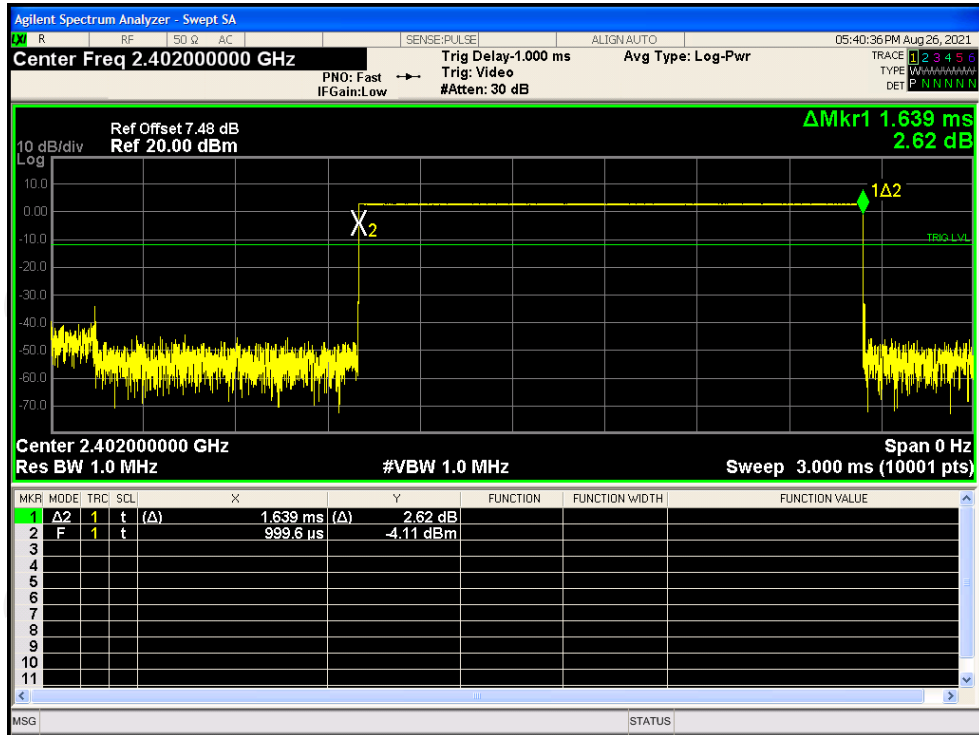 Agilent Spectrum Analyzer - Swept SA
LXI R RF 50 Ω AC SENSE:PULSE ALIGN AUTO 05:40:36 PM Aug 26, 2021
Center Freq 2.402000000 GHz Trig Delay-1.000 ms Avg Type: Log-Pwr TRACE 1 2 3 4 5 6
PNO: Fast Trig: Video TYPE W
IFGain:Low #Atten: 30 dB DET P N N N N N
ΔMkr1 1.639 ms
Ref Offset 7.48 dB
10 dB/div Ref 20.00 dBm 2.62 dB
Log
10.0
1Δ2
0.00
2
-10.0
TRIG LVL
-20.0
-30.0
-40.0
-50.0
-60.0
-70.0
Center 2.402000000 GHz Span 0 Hz
Res BW 1.0 MHz #VBW 1.0 MHz Sweep 3.000 ms (10001 pts)
MKR MODE TRC SCL X Y FUNCTION FUNCTION WIDTH FUNCTION VALUE
1 Δ2 1 t (Δ) 1.639 ms (Δ) 2.62 dB
2 F 1 t 999.6 µs -4.11 dBm
3
4
5
6
7
8
9
10
11
MSG STATUS